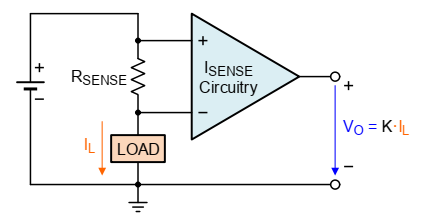 +
+
−
RSENSE
ISENSE
Circuitry
+
−
IL
LOAD
VO = K·IL
−